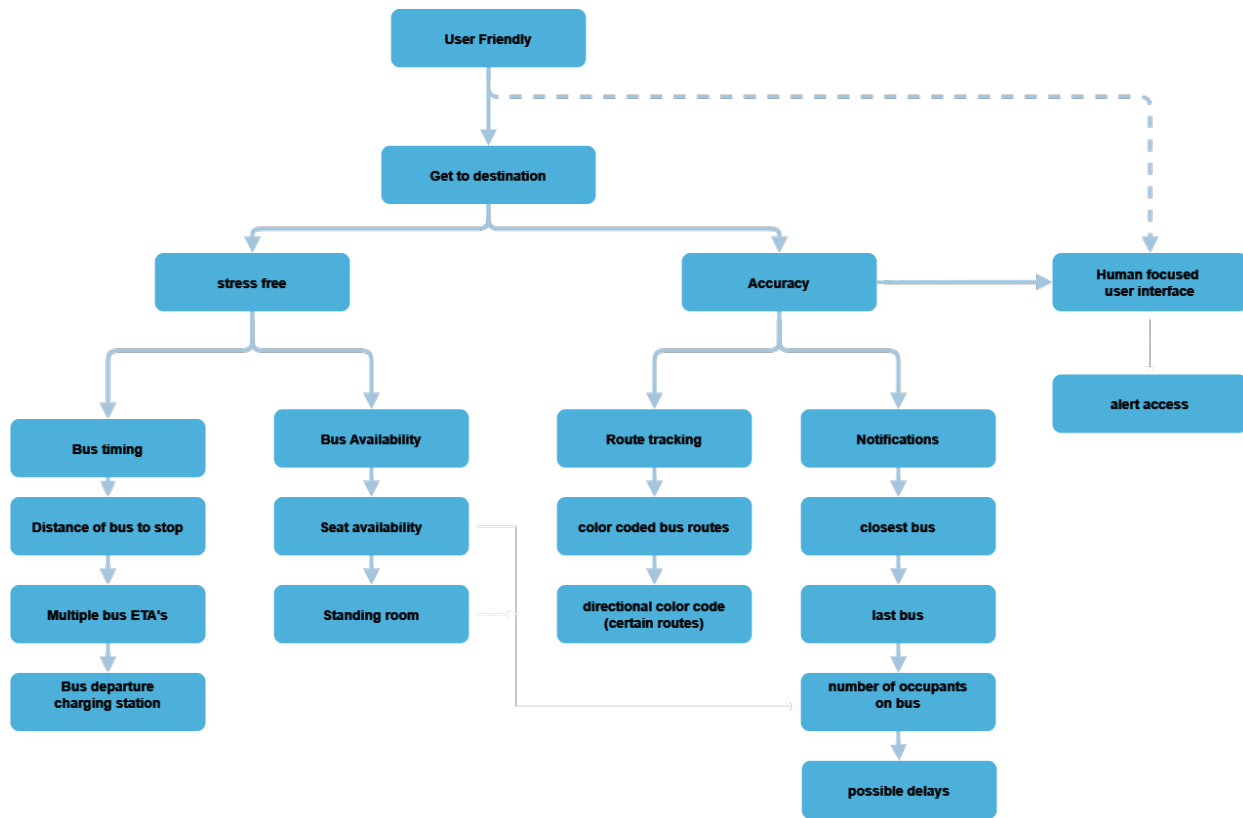 User Friendly
Get to destination
stress free
Accuracy
Human focused
user interface
alert access
Bus timing
Bus Availability
Route tracking
Notifications
Distance of bus to stop
Seat availability
color coded bus routes
closest bus
Multiple bus ETA's
Standing room
directional color code
(certain routes)
last bus
Bus departure
charging station
number of occupants
on bus
possible delays